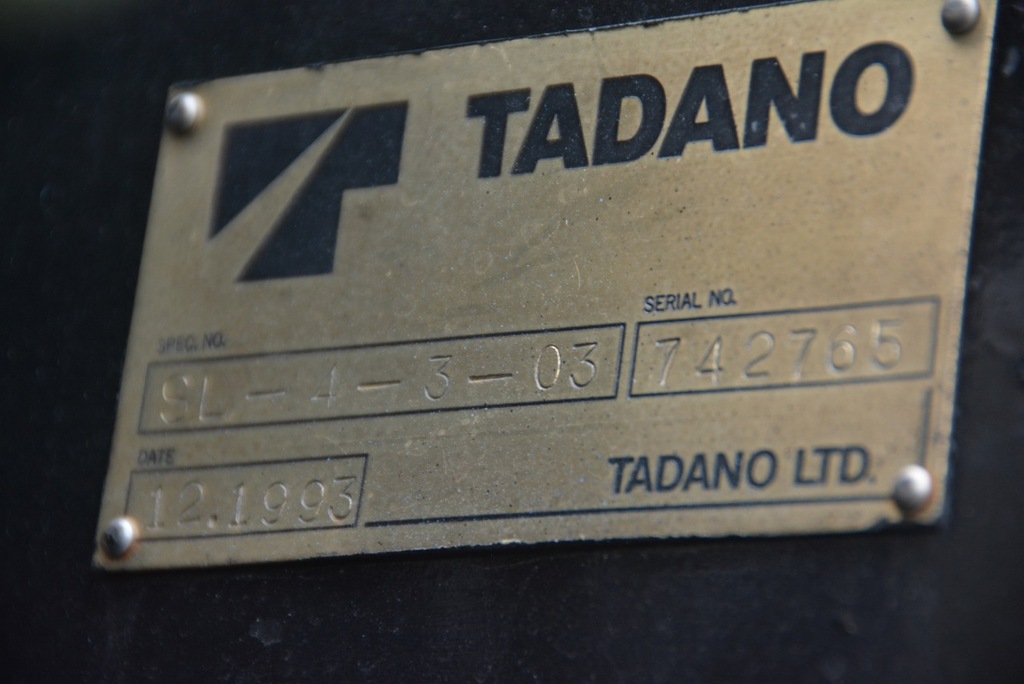 TADANO
SPEC. NO.
SL-4-3-03
SERIAL NO.
742765
DATE
12.1993
TADANO LTD.